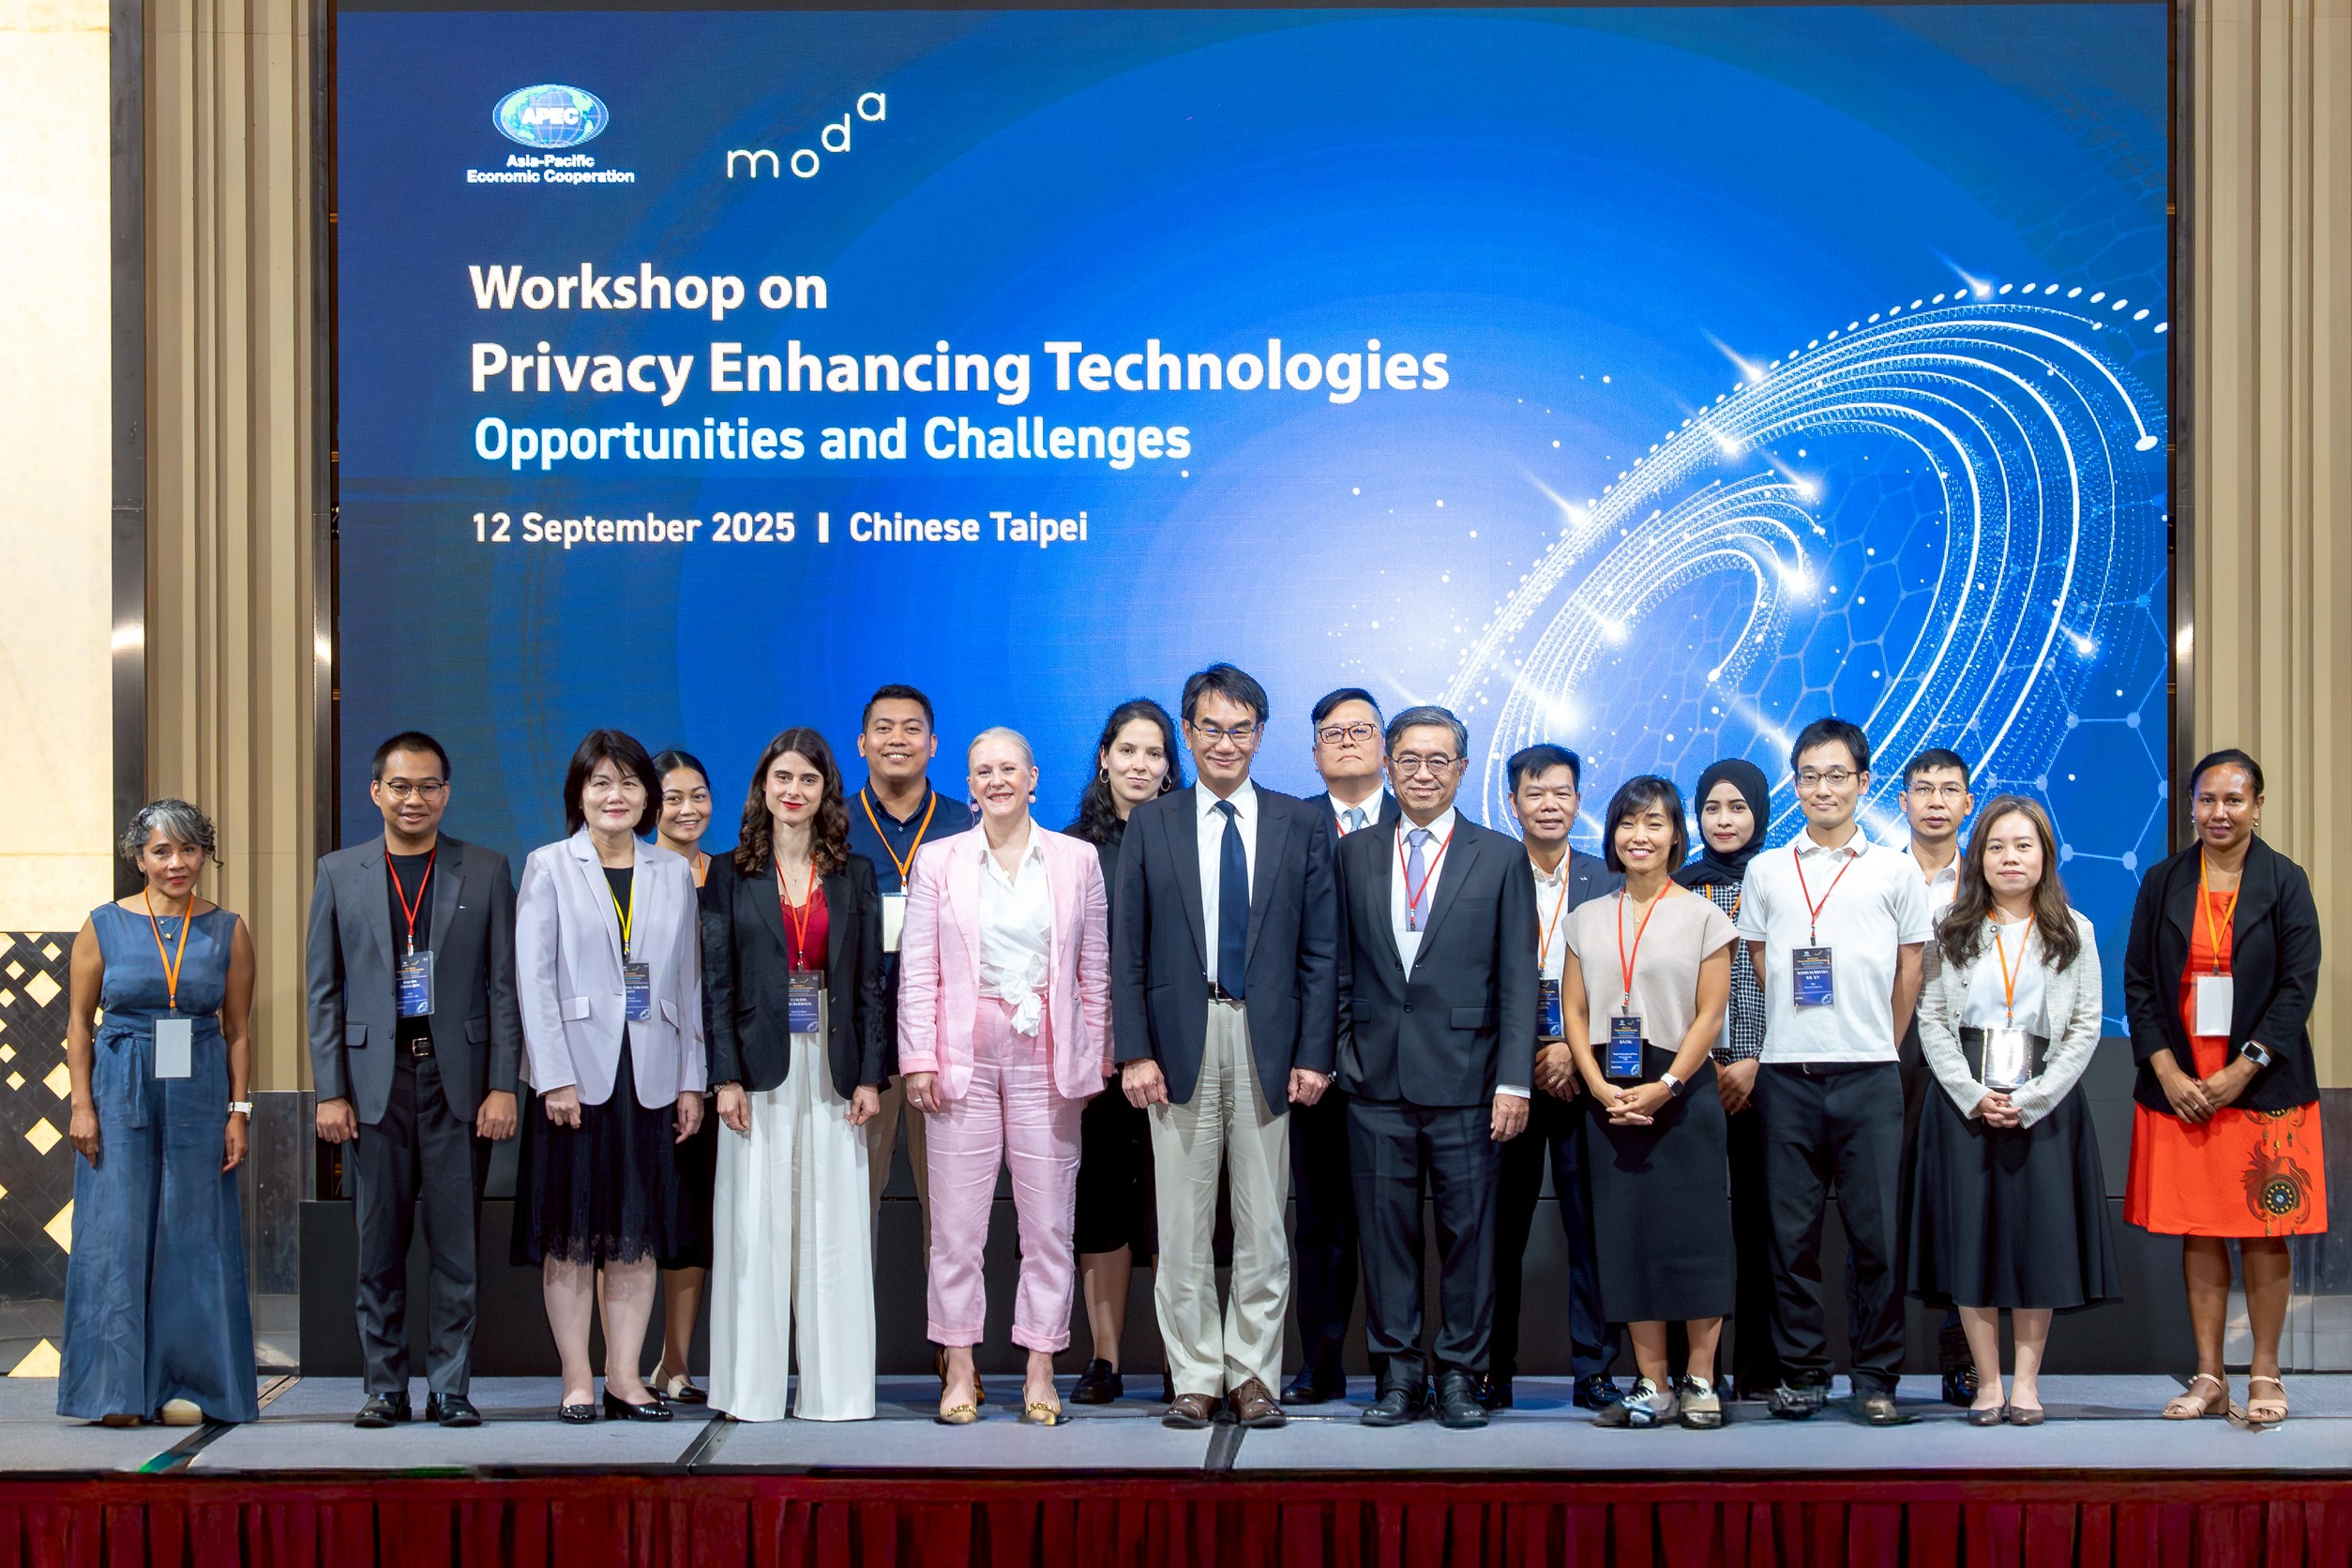 APEC
Asia-Pacific
Economic Cooperation
moda
Workshop on
Privacy Enhancing Technologies
Opportunities and Challenges
12 September 2025 | Chinese Taipei
CLAUDIA